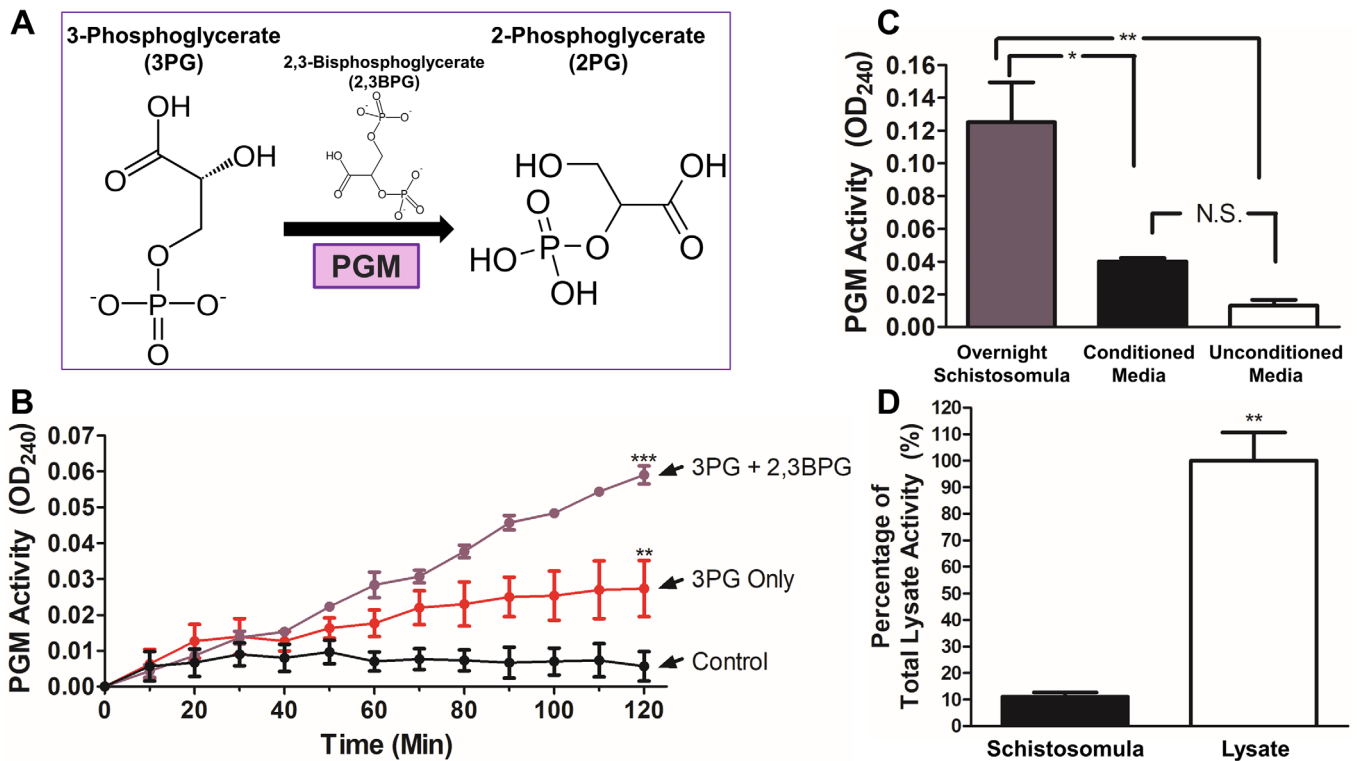 A
3-Phosphoglycerate
(3PG)
2,3-Bisphosphoglycerate
(2,3BPG)
2-Phosphoglycerate
(2PG)
OH
O
OH
O
-O
P
O-
O
O
O-
P
O-
O
HO
O
O
P
O-
O-
O
PGM
HO
O
HO
P
O
OH
OH
O
B
PGM Activity (OD240)
0.07
0.06
0.05
0.04
0.03
0.02
0.01
0.00
0
20
40
60
80
100
120
Time (Min)
***
3PG + 2,3BPG
**
3PG Only
Control
C
PGM Activity (OD240)
0.16
0.14
0.12
0.10
0.08
0.06
0.04
0.02
0.00
**
*
N.S.
Overnight
Schistosomula
Conditioned
Media
Unconditioned
Media
D
Percentage of
Total Lysate Activity (%)
120
110
100
90
80
70
60
50
40
30
20
10
0
**
Schistosomula
Lysate